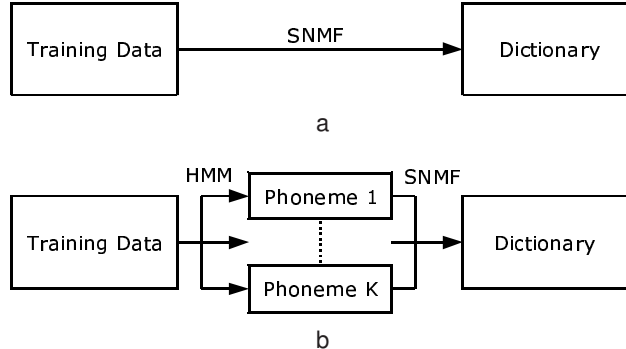 SNMF
Training Data
Dictionary
a
HMM
Phoneme 1
SNMF
Training Data
Dictionary
Phoneme K
b